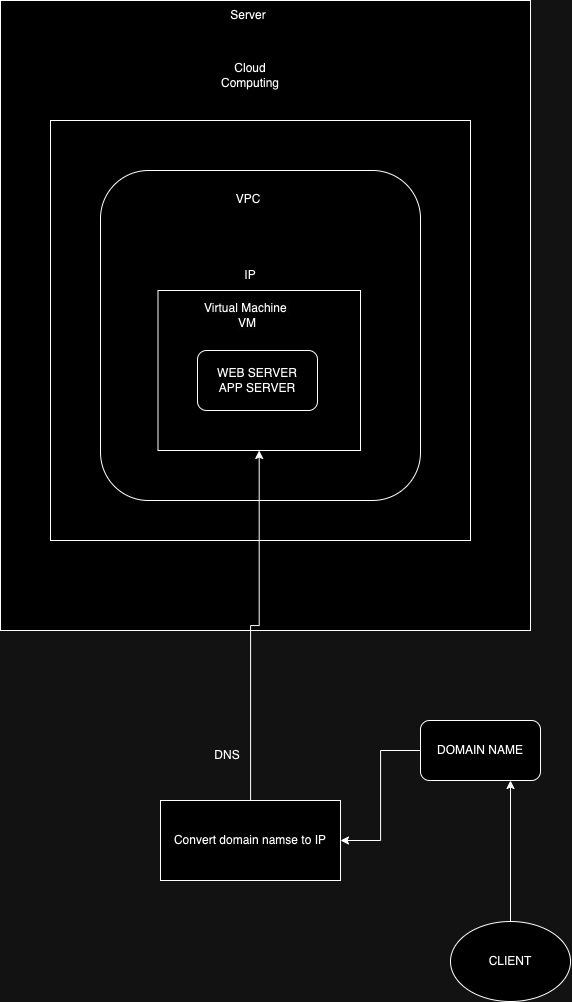 Server
Cloud
Computing
VPC
IP
Virtual Machine
VM
WEB SERVER
APP SERVER
DNS
DOMAIN NAME
Convert domain namse to IP
CLIENT